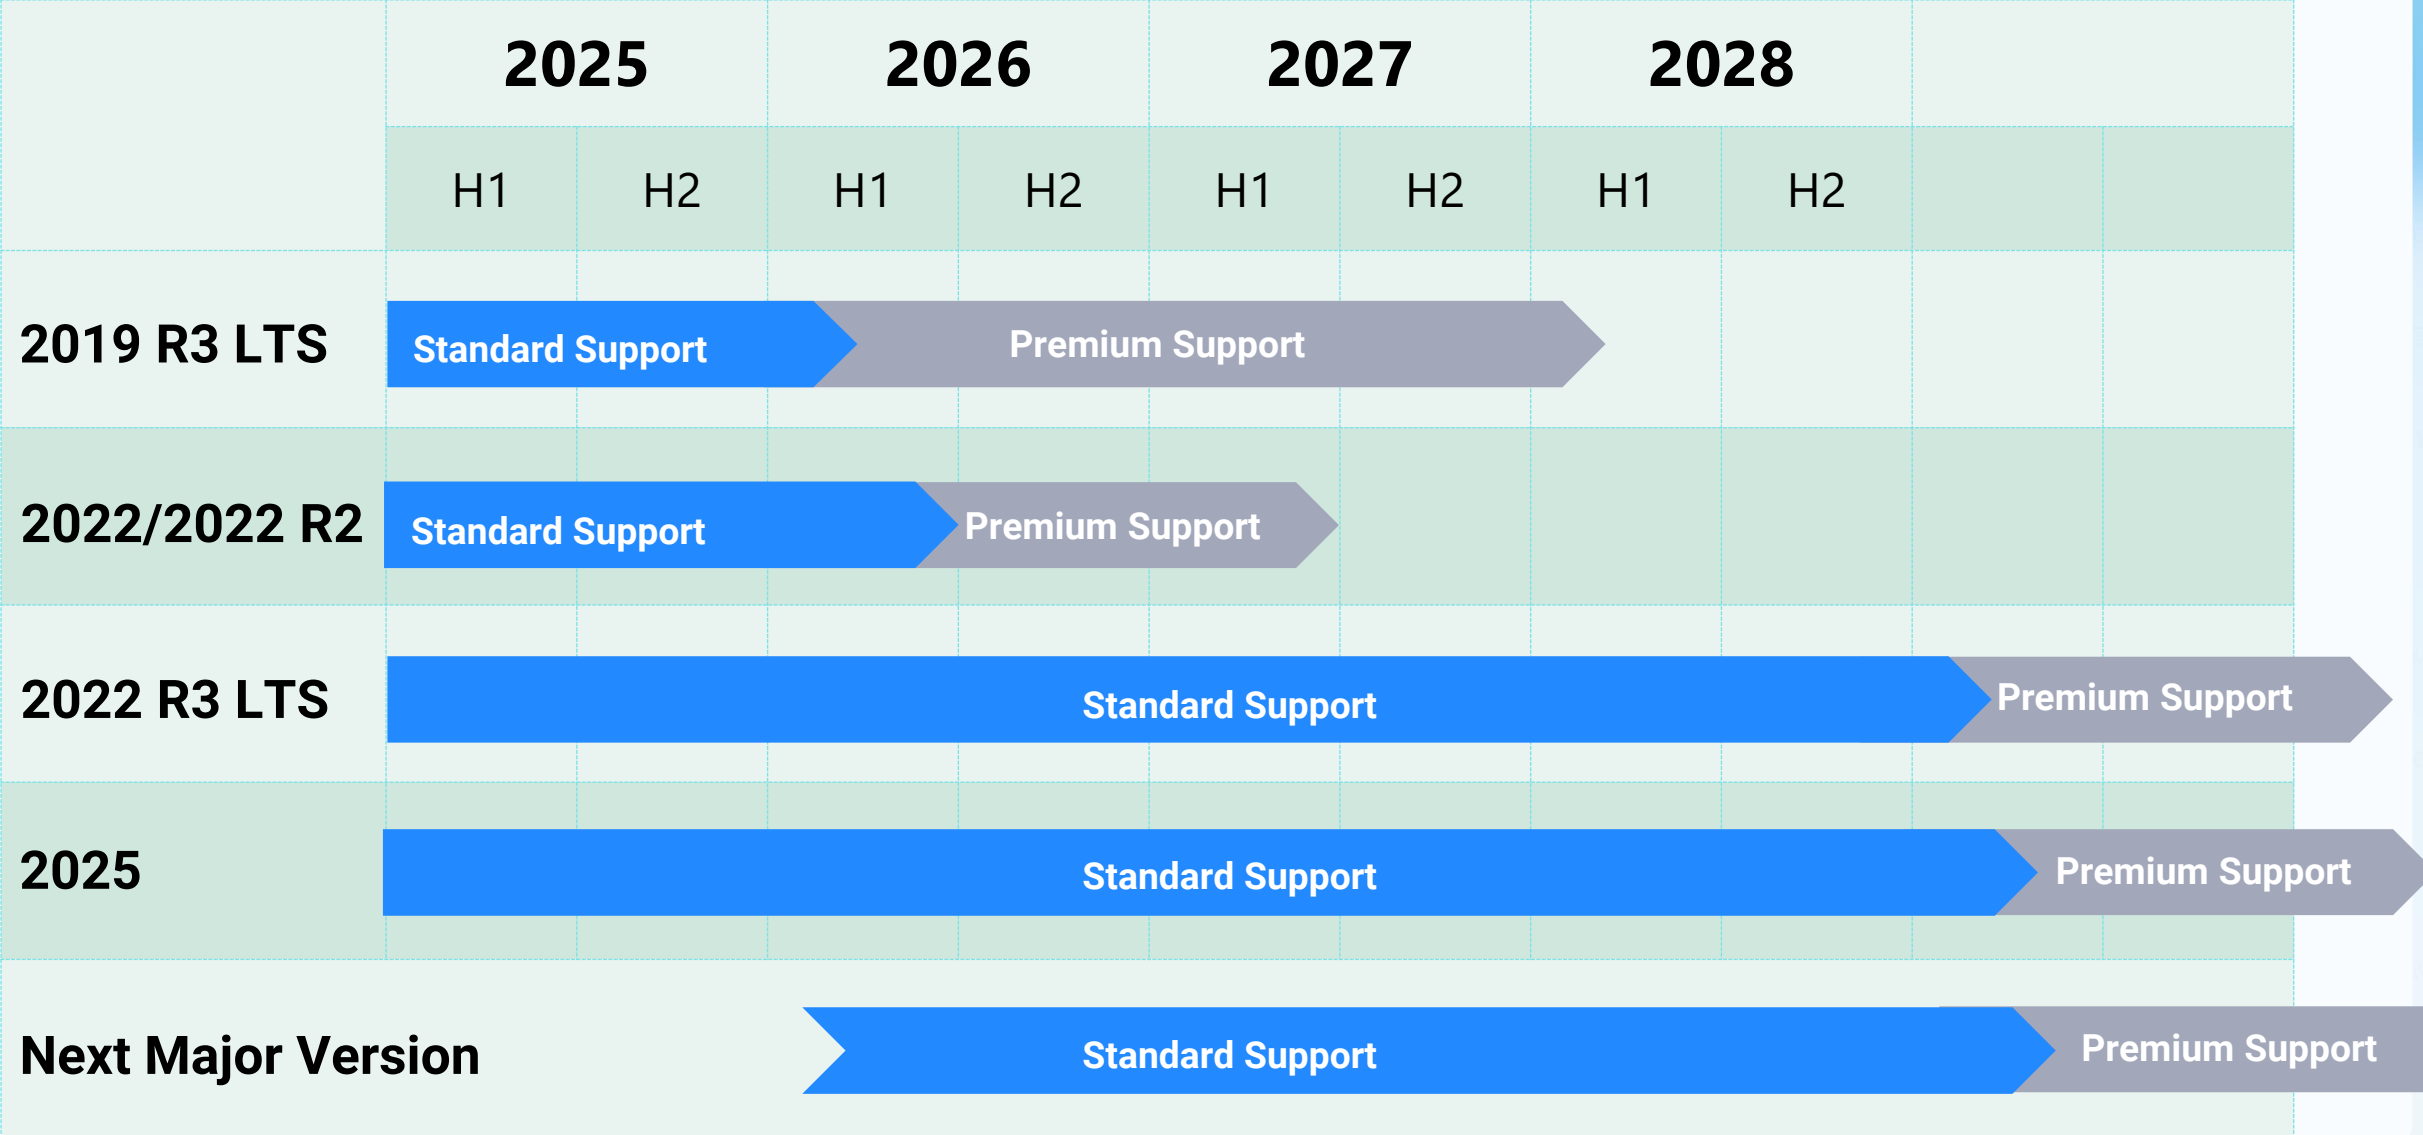 2025 2026 2027 2028
H1 H2 H1 H2 H1 H2 H1 H2
2019 R3 LTS Standard Support Premium Support
2022/2022 R2 Standard Support Premium Support
2022 R3 LTS Standard Support Premium Support
2025 Standard Support Premium Support
Next Major Version Standard Support Premium Support